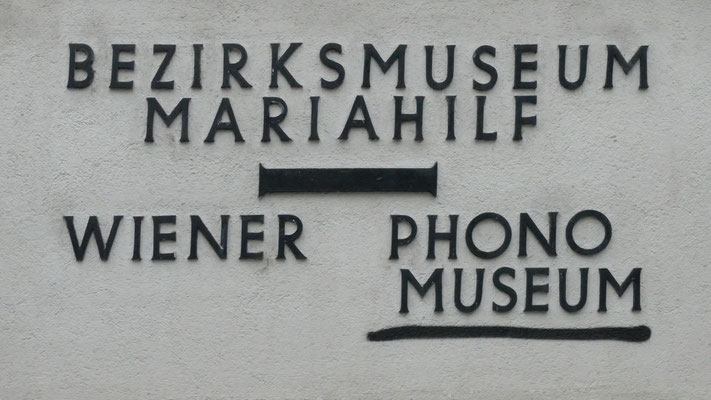 BEZIRKSMUSEUM
MARIAHILF
WIENER PHONO
MUSEUM